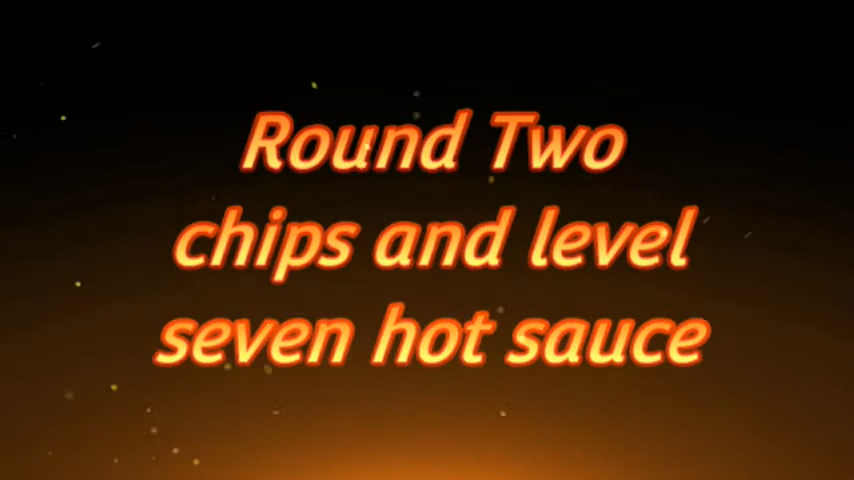 Round Two
chips and level
seven hot sauce